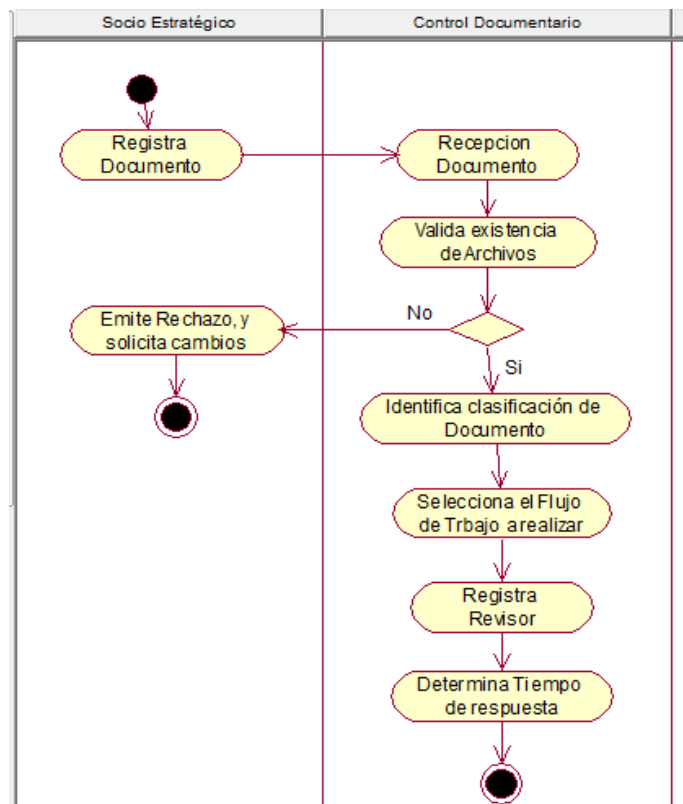 Socio Estratégico
Control Documentario
Registra
Documento
Recepcion
Documento
Valida existencia
de Archivos
No
Emite Rechazo, y
solicita cambios
Si
Identifica clasificación de
Documento
Selecciona el Flujo
de Trbajo a realizar
Registra
Revisor
Determina Tiempo
de respuesta